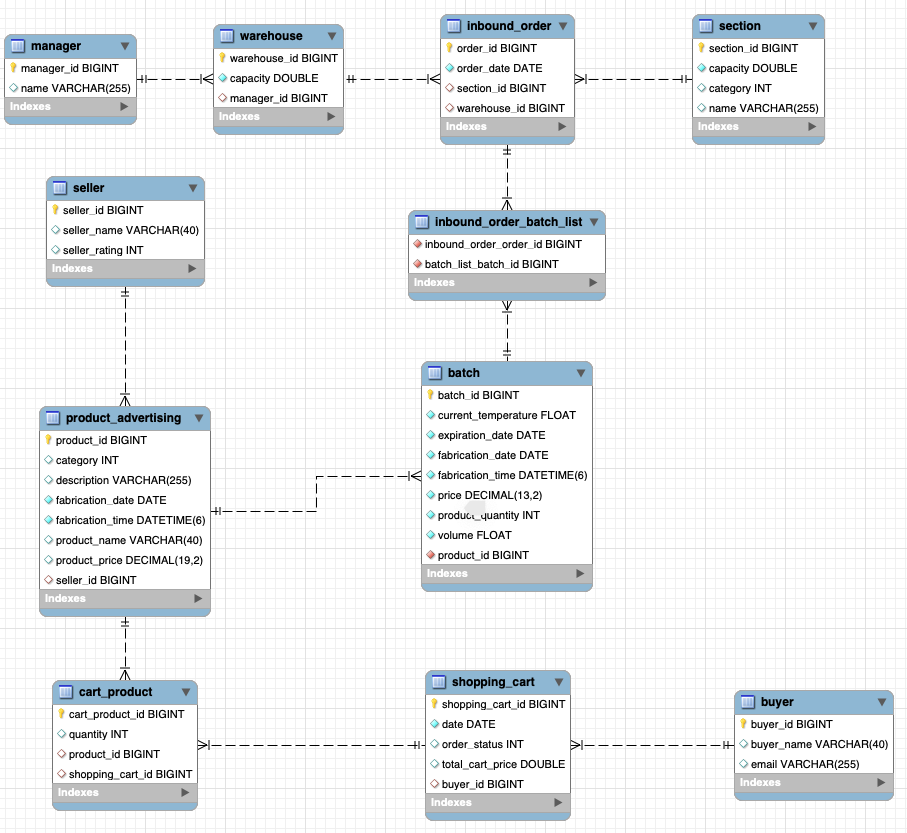 manager
manager_id BIGINT
name VARCHAR(255)
Indexes
warehouse
warehouse_id BIGINT
capacity DOUBLE
manager_id BIGINT
Indexes
inbound_order
order_id BIGINT
order_date DATE
section_id BIGINT
warehouse_id BIGINT
Indexes
section
section_id BIGINT
capacity DOUBLE
category INT
name VARCHAR(255)
Indexes
seller
seller_id BIGINT
seller_name VARCHAR(40)
seller_rating INT
Indexes
inbound_order_batch_list
inbound_order_order_id BIGINT
batch_list_batch_id BIGINT
Indexes
batch
batch_id BIGINT
current_temperature FLOAT
expiration_date DATE
fabrication_date DATE
fabrication_time DATETIME(6)
price DECIMAL(13,2)
product_quantity INT
volume FLOAT
product_id BIGINT
Indexes
product_advertising
product_id BIGINT
category INT
description VARCHAR(255)
fabrication_date DATE
fabrication_time DATETIME(6)
product_name VARCHAR(40)
product_price DECIMAL(19,2)
seller_id BIGINT
Indexes
cart_product
cart_product_id BIGINT
quantity INT
product_id BIGINT
shopping_cart_id BIGINT
Indexes
shopping_cart
shopping_cart_id BIGINT
date DATE
order_status INT
total_cart_price DOUBLE
buyer_id BIGINT
Indexes
buyer
buyer_id BIGINT
buyer_name VARCHAR(40)
email VARCHAR(255)
Indexes